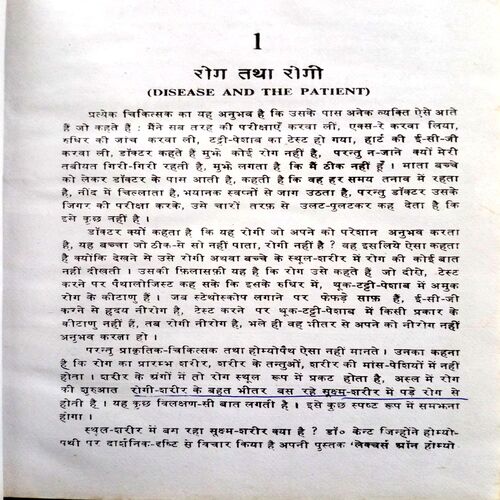 1
रोग तथा रोगी
(DISEASE AND THE PATIENT)
प्रत्येक चिकित्सक का यह अनुभव है कि उसके पास अनेक व्यक्ति ऐसे आते
हैं जो कहते हैं : मैंने सब तरह की परीक्षाएँ करवा लीं, एक्स-रे करवा लिया,
रुधिर की जांच करवा ली, टट्टी-पेशाब का टेस्ट हो गया, हार्ट की ई-सी-जी
करवा ली, डॉक्टर कहते हैं मुझे कोई रोग नहीं है, परन्तु न-जाने क्यों मेरी
तबीयत गिरी-गिरी रहती है, मुझे लगता है कि मैं ठीक नहीं हूँ । माता बच्चे
को लेकर डॉक्टर के पास आती है, कहती है कि वह हर समय तनाव में रहता
है, नींद में चिल्लाता है, भयानक स्वप्नों से जाग उठता है, परन्तु डॉक्टर उसके
जिगर की परीक्षा करके, उसे चारों तरफ़ से उलट-पुलटकर कह देता है कि
इसे कुछ नहीं है ।
डॉक्टर क्यों कहता है कि यह रोगी जो अपने को परेशान अनुभव करता
है, यह बच्चा जो ठीक-से सो नहीं पाता, रोगी नहीं है ? वह इसलिये ऐसा कहता
है क्योंकि देखने में उसे रोगी अथवा बच्चे के स्थूल-शरीर में रोग की कोई बात
नहीं दीखती । उसकी फ़िलासफ़ी यह है कि रोग उसे कहते हैं जो दीखे, टेस्ट
करने पर पैथालोजिस्ट कह सके कि इसके रुधिर में, थूक-टट्टी-पेशाब में अमुक
रोग के कीटाणु हैं । जब स्टेथोस्कोप लगाने पर फेफड़े साफ़ हैं, ई-सी-जी
करने से हृदय नीरोग है, टेस्ट करने पर थूक-टट्टी-पेशाब में किसी प्रकार के
कीटाणु नहीं हैं, तब रोगी नीरोग है, भले ही वह भीतर से अपने को नीरोग नहीं
अनुभव करता हो ।
परन्तु प्राकृतिक-चिकित्सक तथा होम्योपैथ ऐसा नहीं मानते । उनका कहना
है कि रोग का प्रारम्भ शरीर, शरीर के तन्तुओं, शरीर की मांस-पेशियों में नहीं
होता । शरीर के अंगों में तो रोग स्थूल रूप में प्रकट होता है, अस्ल में रोग
की शुरुआत रोगी-शरीर के बहुत भीतर बस रहे सूक्ष्म-शरीर में पड़े रोग से
होती है । यह कुछ विलक्षण-सी बात लगती है । इसे कुछ स्पष्ट रूप में समझना
होगा ।
स्थूल-शरीर में बस रहा सूक्ष्म-शरीर क्या है ? डॉ० केन्ट जिन्होंने होम्यो-
पैथी पर दार्शनिक-दृष्टि से विचार किया है अपनी पुस्तक 'लेक्चर्स ऑन होम्यो